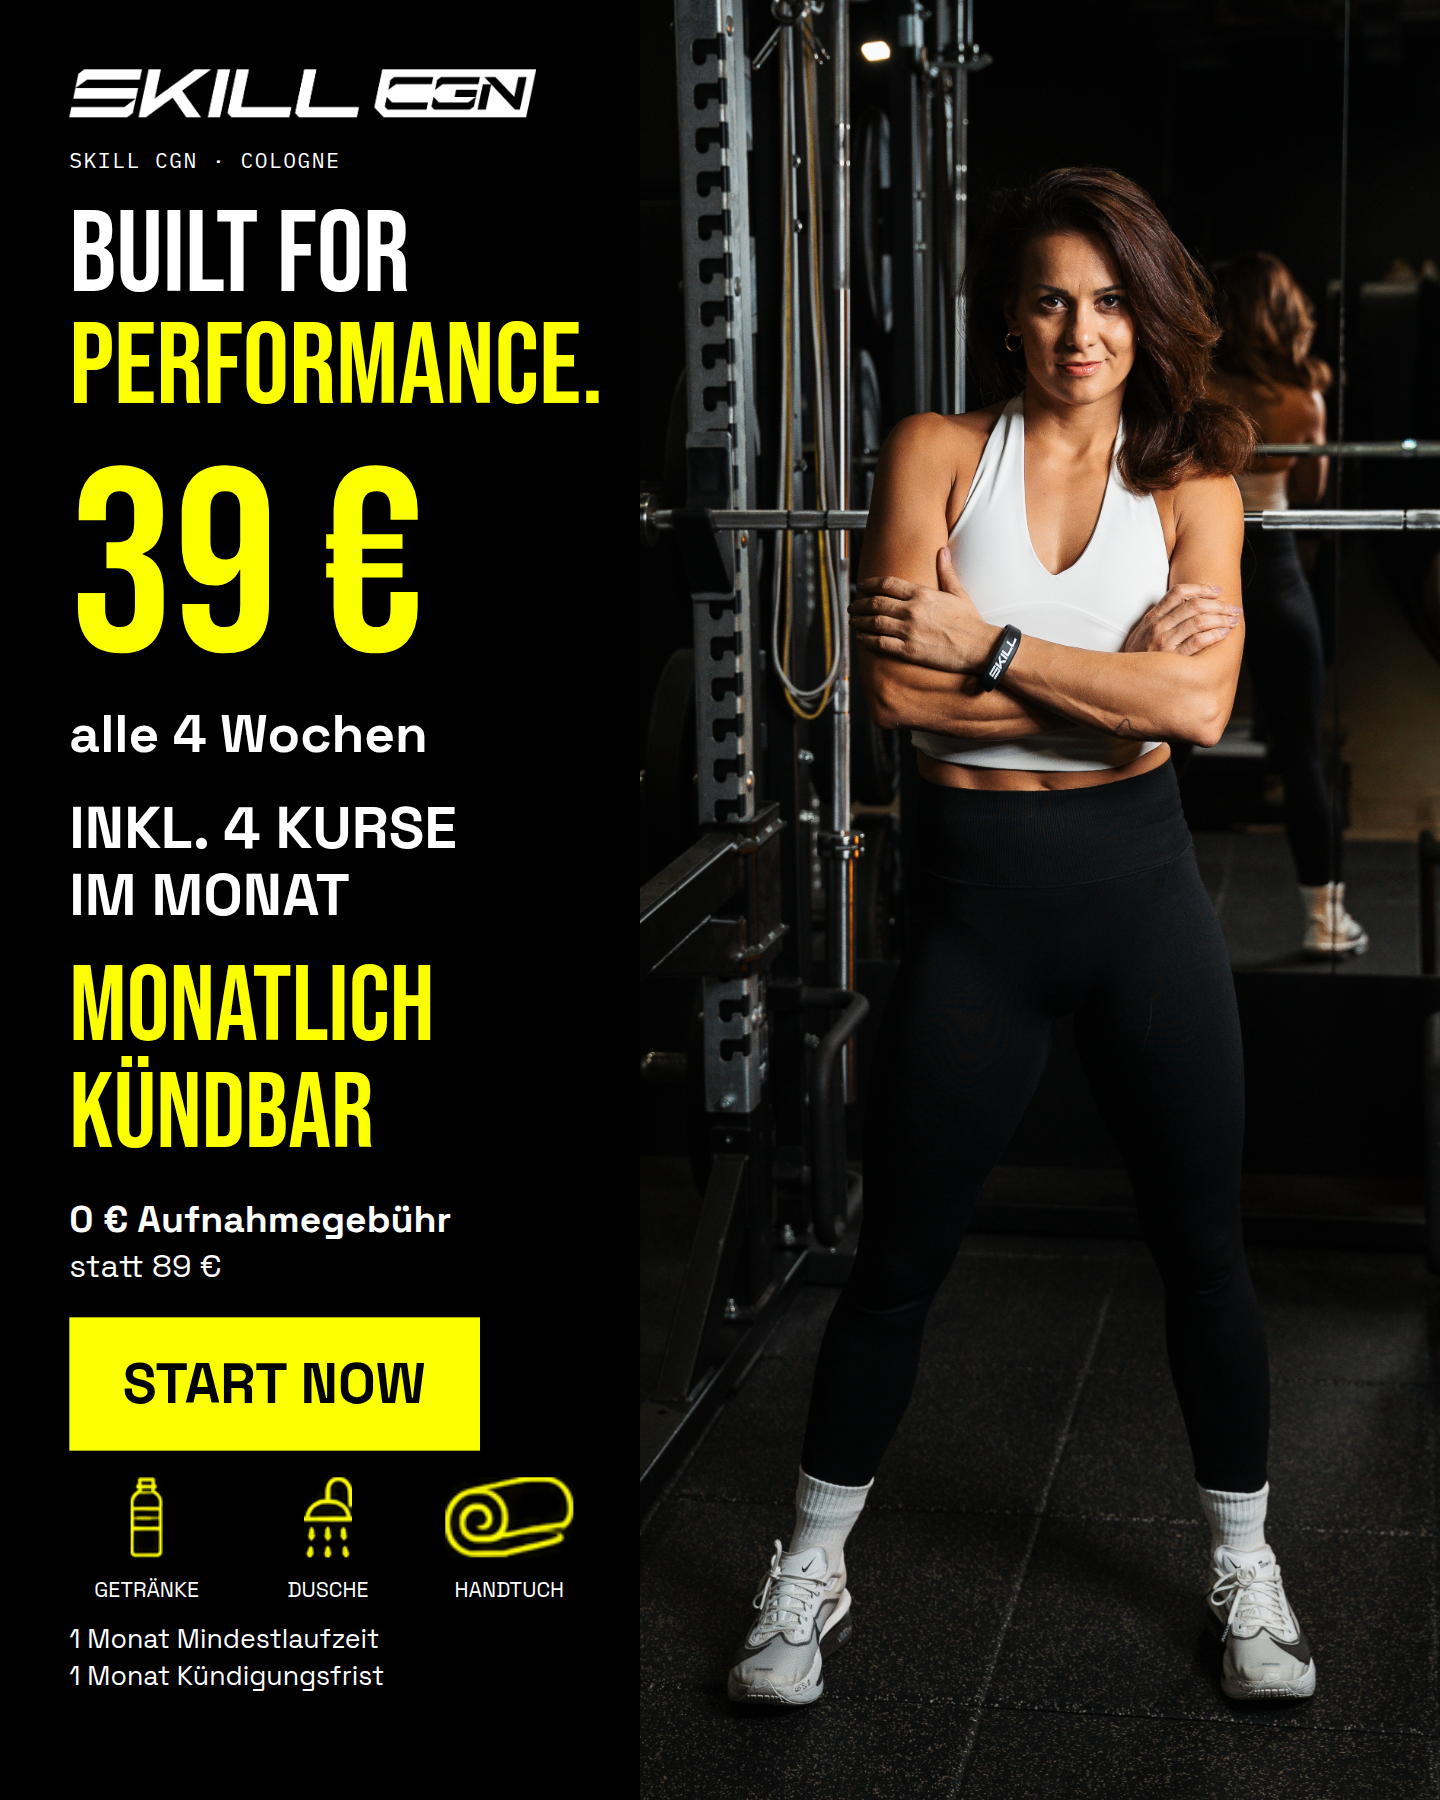 SKILL CGN
SKILL CGN · COLOGNE
BUILT FOR
PERFORMANCE.
39 €
alle 4 Wochen
INKL. 4 KURSE
IM MONAT
MONATLICH
KÜNDBAR
0 € Aufnahmegebühr
statt 89 €
START NOW
GETRÄNKE DUSCHE HANDTUCH
1 Monat Mindestlaufzeit
1 Monat Kündigungsfrist
SKILL